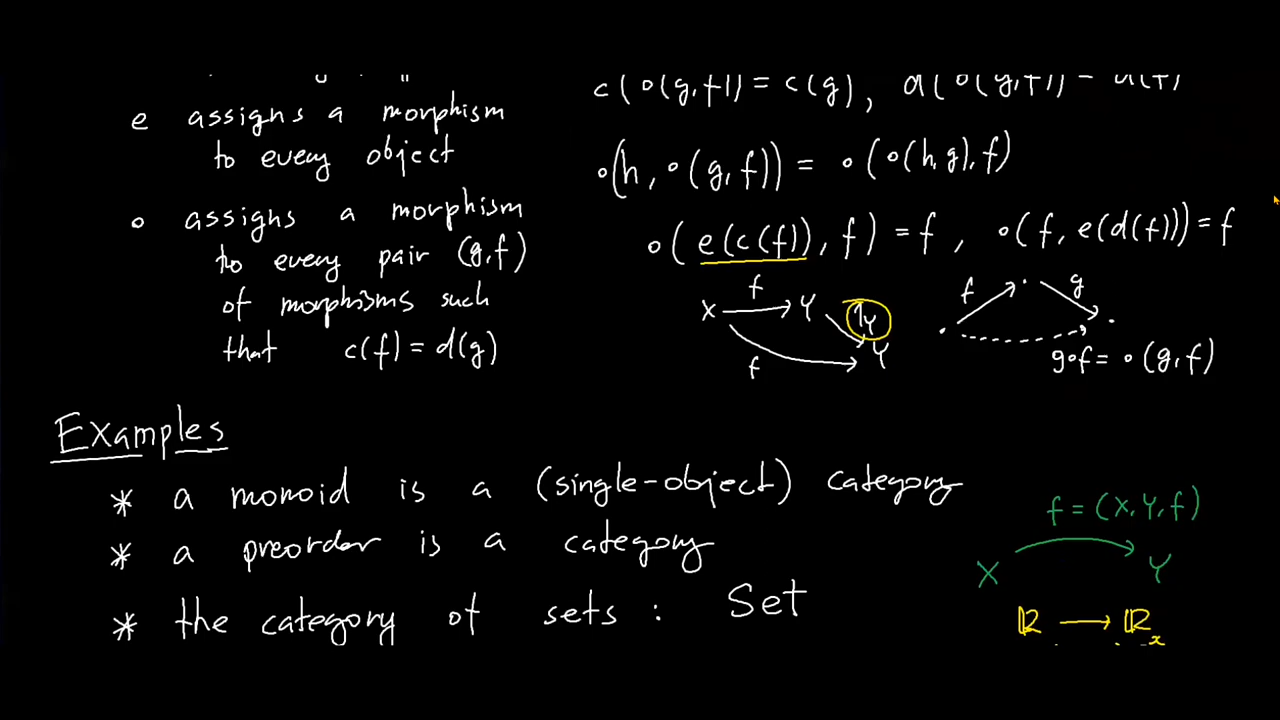 e assigns a morphism
to every object
o assigns a morphism
to every pair (g,f)
of morphisms such
that c(f) = d(g)
c(∘(g,f)) = c(g), d(∘(g,f)) = d(f)
∘(h, ∘(g,f)) = ∘(∘(h,g), f)
∘(e(c(f)), f) = f, ∘(f, e(d(f))) = f
f
X Y 1Y
f Y
f g
g∘f = ∘(g,f)
Examples
* a monoid is a (single-object) category
* a preorder is a category
* the category of sets : Set
f = (X,Y,f)
X Y
ℝ → ℝ
x